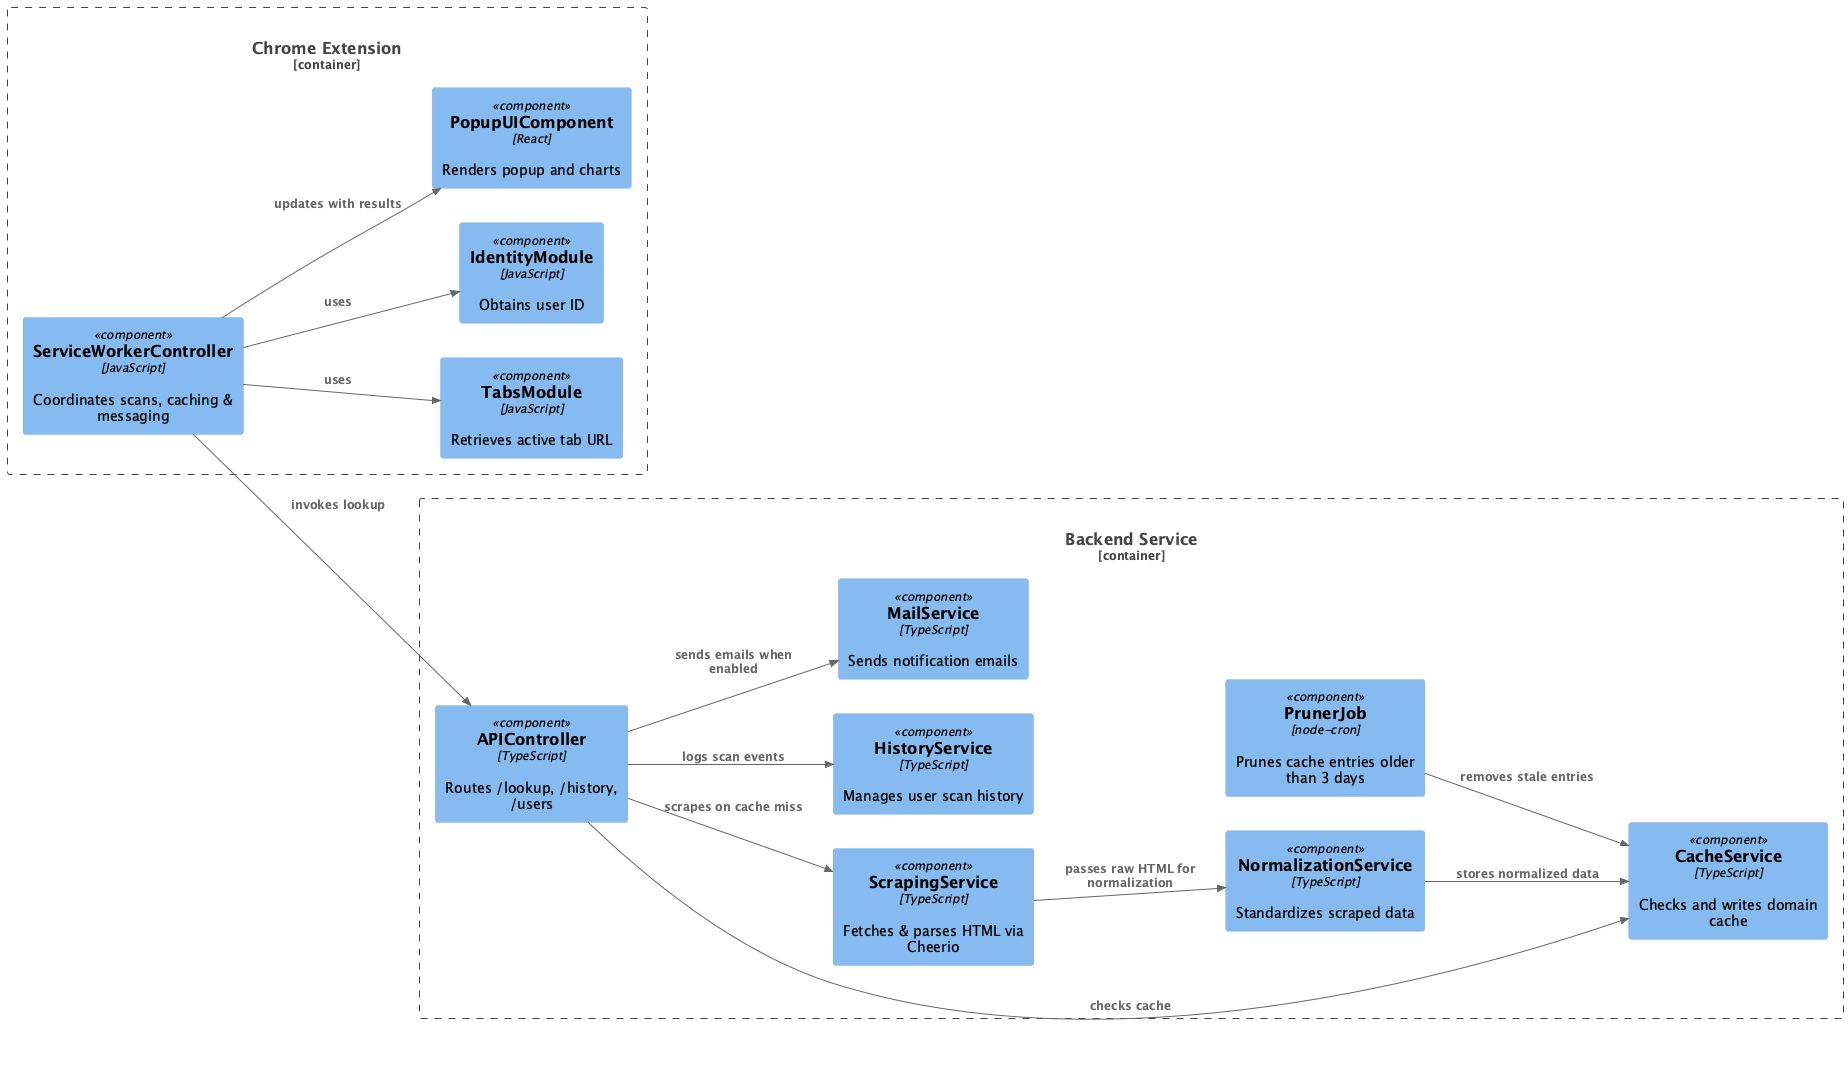 Chrome Extension
[container]
«component»
PopupUIComponent
[React]
Renders popup and charts
updates with results
«component»
IdentityModule
[JavaScript]
Obtains user ID
uses
«component»
ServiceWorkerController
[JavaScript]
Coordinates scans, caching &
messaging
uses
«component»
TabsModule
[JavaScript]
Retrieves active tab URL
invokes lookup
Backend Service
[container]
«component»
MailService
[TypeScript]
Sends notification emails
sends emails when
enabled
«component»
APIController
[TypeScript]
Routes /lookup, /history,
/users
logs scan events
«component»
HistoryService
[TypeScript]
Manages user scan history
scrapes on cache miss
«component»
ScrapingService
[TypeScript]
Fetches & parses HTML via
Cheerio
passes raw HTML for
normalization
«component»
PrunerJob
[node-cron]
Prunes cache entries older
than 3 days
removes stale entries
«component»
NormalizationService
[TypeScript]
Standardizes scraped data
stores normalized data
«component»
CacheService
[TypeScript]
Checks and writes domain
cache
checks cache